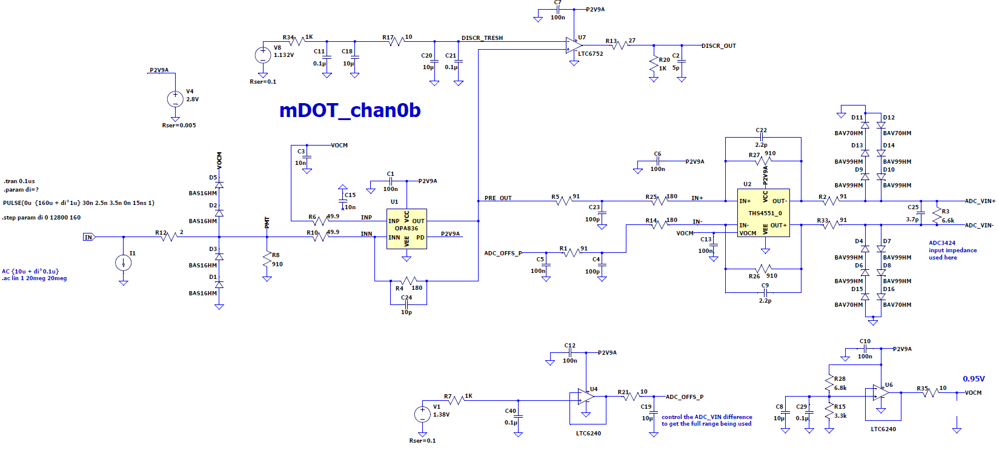 C7
P2V9A
100n
R34 1K
R17 10
DISCR_TRESH
U7
LTC6752
R13 27
DISCR_OUT
V8
1.132V
Rser=0.1
C11
0.1µ
C18
10µ
C20
10µ
C21
0.1µ
R20
1K
C2
5p
P2V9A
V4
2.8V
Rser=0.005
mDOT_chan0b
VOCM
C3
10n
VOCM
D5
BAS16HM
D2
BAS16HM
D3
BAS16HM
D1
BAS16HM
.tran 0.1us
.param di=?
PULSE(0u {160u + di*1u} 30n 2.5n 3.5n 0n 15ns 1)
.step param di 0 12800 160
IN
R12 2
I1
AC {10u + di*0.1u}
.ac lin 1 20meg 20meg
PMT
R8
910
C15
10n
R6 49.9 INP
R10 49.9 INN
C1
100n
P2V9A
U1
INP VCC OUT
OPA836
INN VEE PD
P2V9A
R4 180
C24
10p
PRE_OUT
R5 91
C23
100p
C6
100n
P2V9A
R25 180
IN+
R14 180
IN-
VOCM
C13
100n
ADC_OFFS_P
C5
100n
R1 91
C4
100p
C22
2.2p
R27 910
P2V9A
U2
IN+ VCC OUT-
THS4551_0
IN- OUT+
VOCM VEE
R26 910
C9
2.2p
R2 91
R33 91
D11 D12
BAV70HM BAV70HM
D13 D14
BAV99HM BAV99HM
D9 D10
BAV99HM BAV99HM
C25
3.7p
R3
6.6k
ADC_VIN+
ADC_VIN-
D4 D7
BAV99HM BAV99HM
D6 D8
BAV99HM BAV99HM
D15 D16
BAV70HM BAV70HM
ADC3424
input impedance
used here
C12
100n
P2V9A
U4
LTC6240
R7 1K
V1
1.38V
Rser=0.1
C40
0.1µ
R21 10
ADC_OFFS_P
C19
10µ
control the ADC_VIN difference
to get the full range being used
C10
100n
P2V9A
R28
6.8k
U6
LTC6240
R35 10
0.95V
VOCM
C8
10µ
C29
0.1µ
R15
3.3k